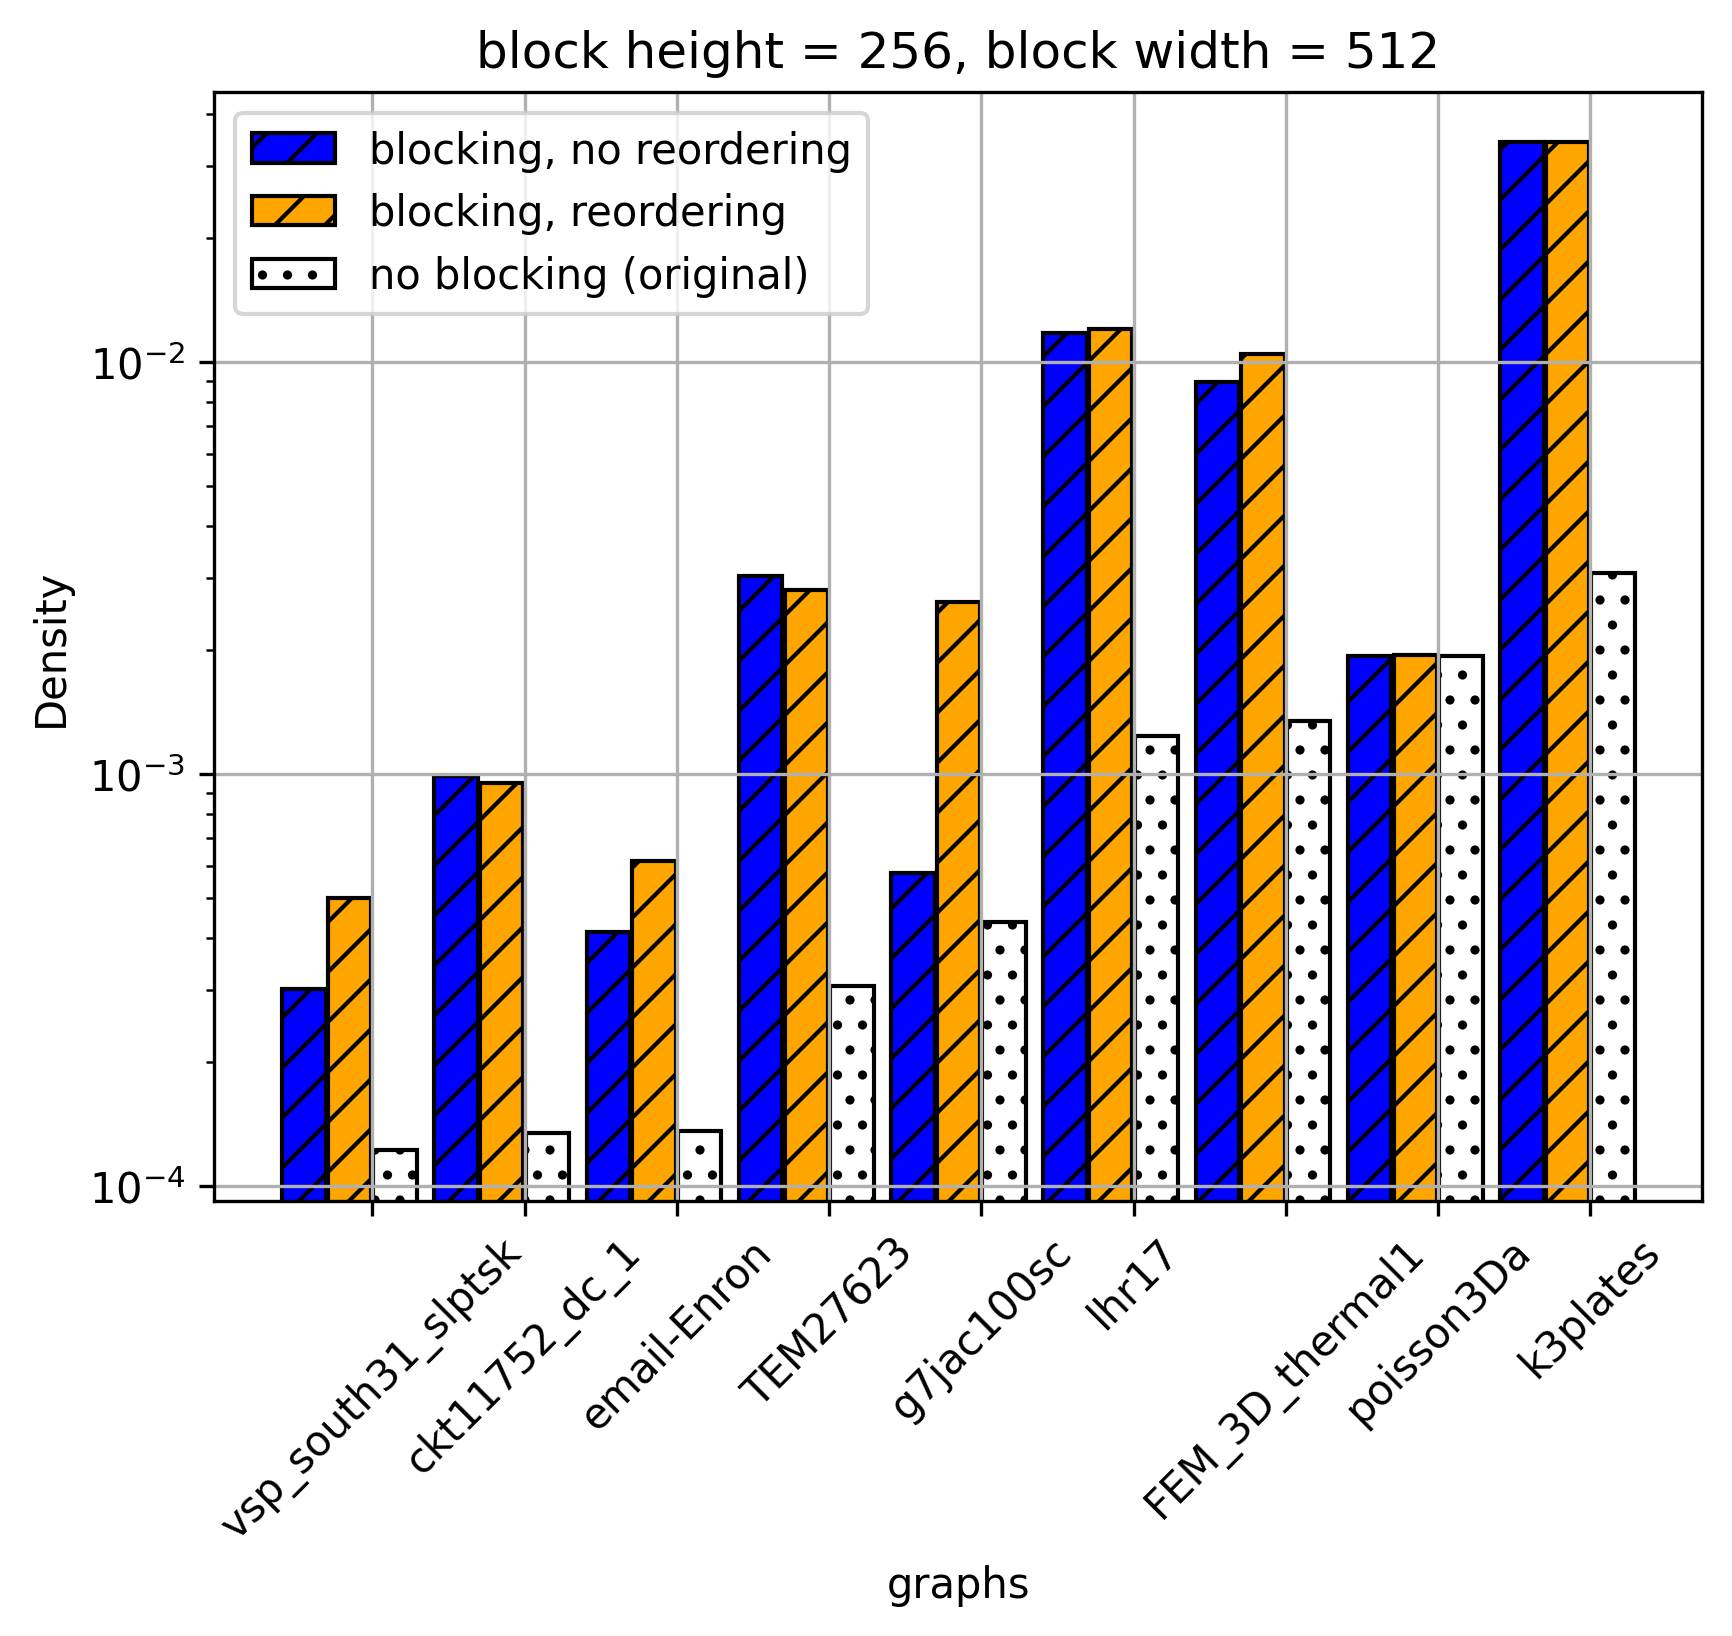 block height = 256, block width = 512
blocking, no reordering
blocking, reordering
no blocking (original)
Density
10⁻²
10⁻³
10⁻⁴
vsp_south31_slptsk
ckt11752_dc_1
email-Enron
TEM27623
g7jac100sc
lhr17
FEM_3D_thermal1
poisson3Da
k3plates
graphs